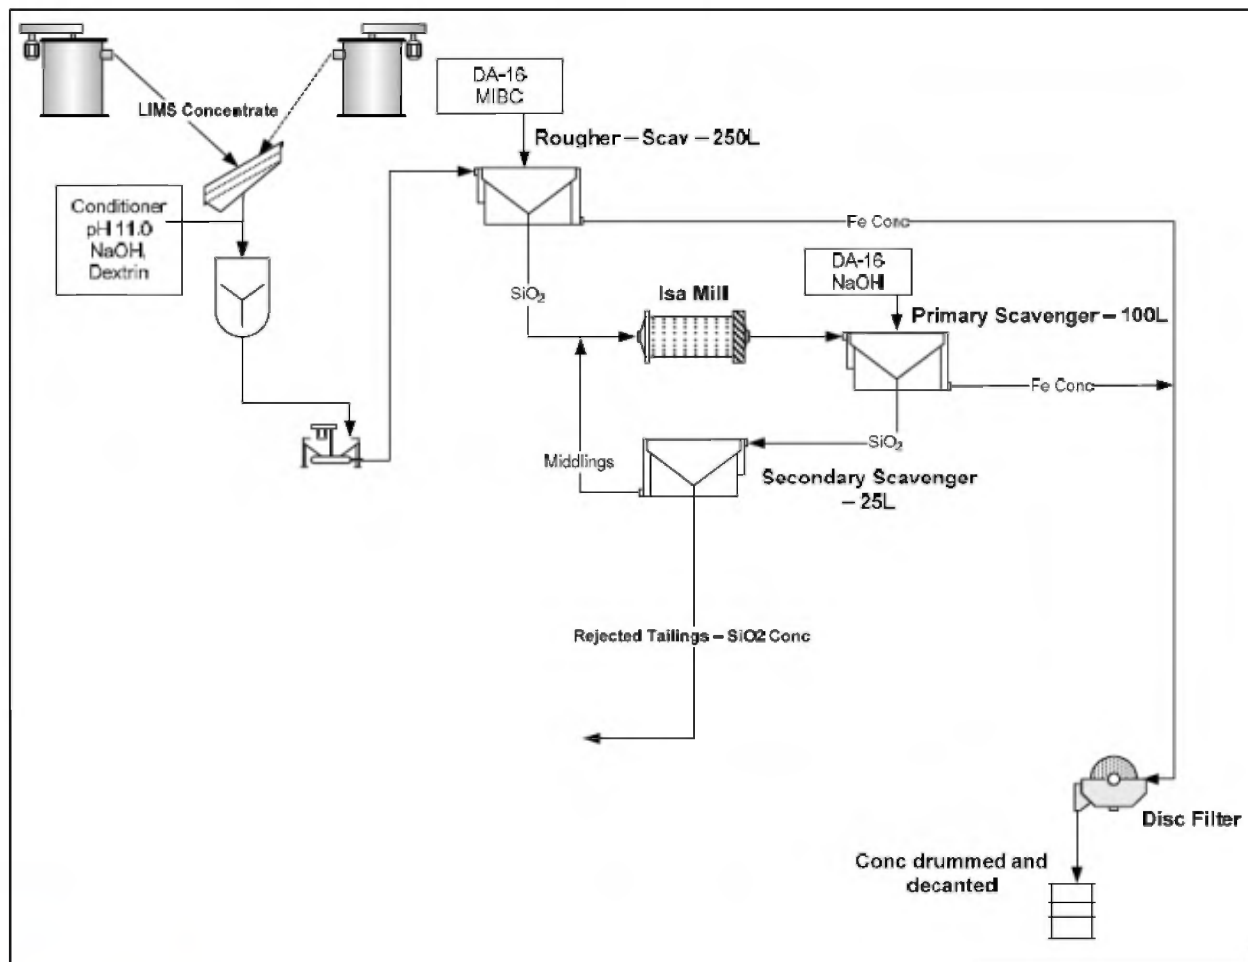 LIMS Concentrate
DA-16
MIBC
Rougher – Scav – 250L
Conditioner
pH 11.0
NaOH,
Dextrin
Fe Conc
SiO₂
Isa Mill
DA-16
NaOH
Primary Scavenger – 100L
Fe Conc
SiO₂
Middlings
Secondary Scavenger
– 25L
Rejected Tailings – SiO2 Conc
Disc Filter
Conc drummed and
decanted